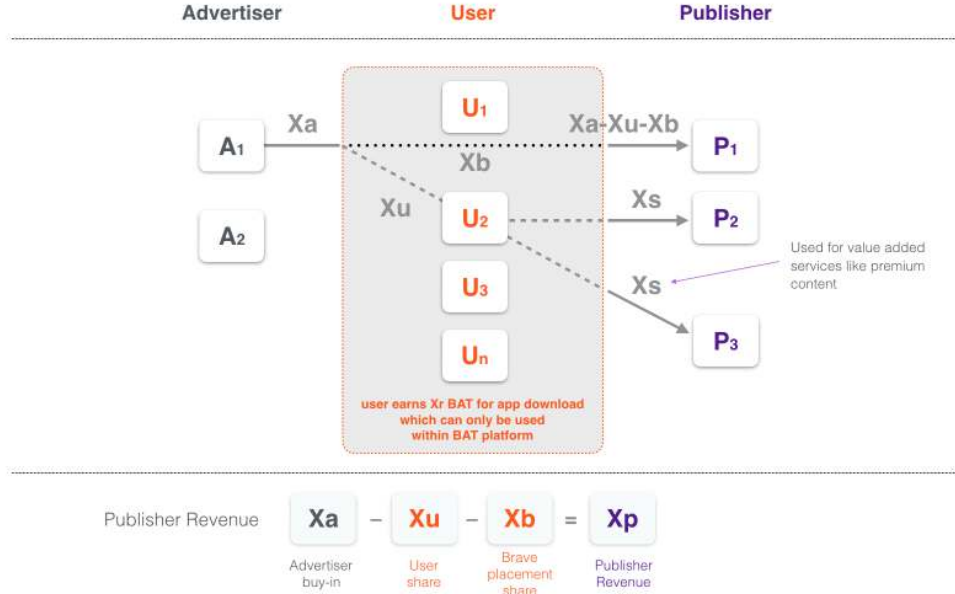 Advertiser User Publisher
U1
Xa Xa-Xu-Xb
A1 P1
Xb
Xu Xs
U2 P2
A2
Used for value added
services like premium
content
Xs
U3
P3
Un
user earns Xr BAT for app download
which can only be used
within BAT platform
Publisher Revenue Xa – Xu – Xb = Xp
Advertiser
buy-in
User
share
Brave
placement
share
Publisher
Revenue